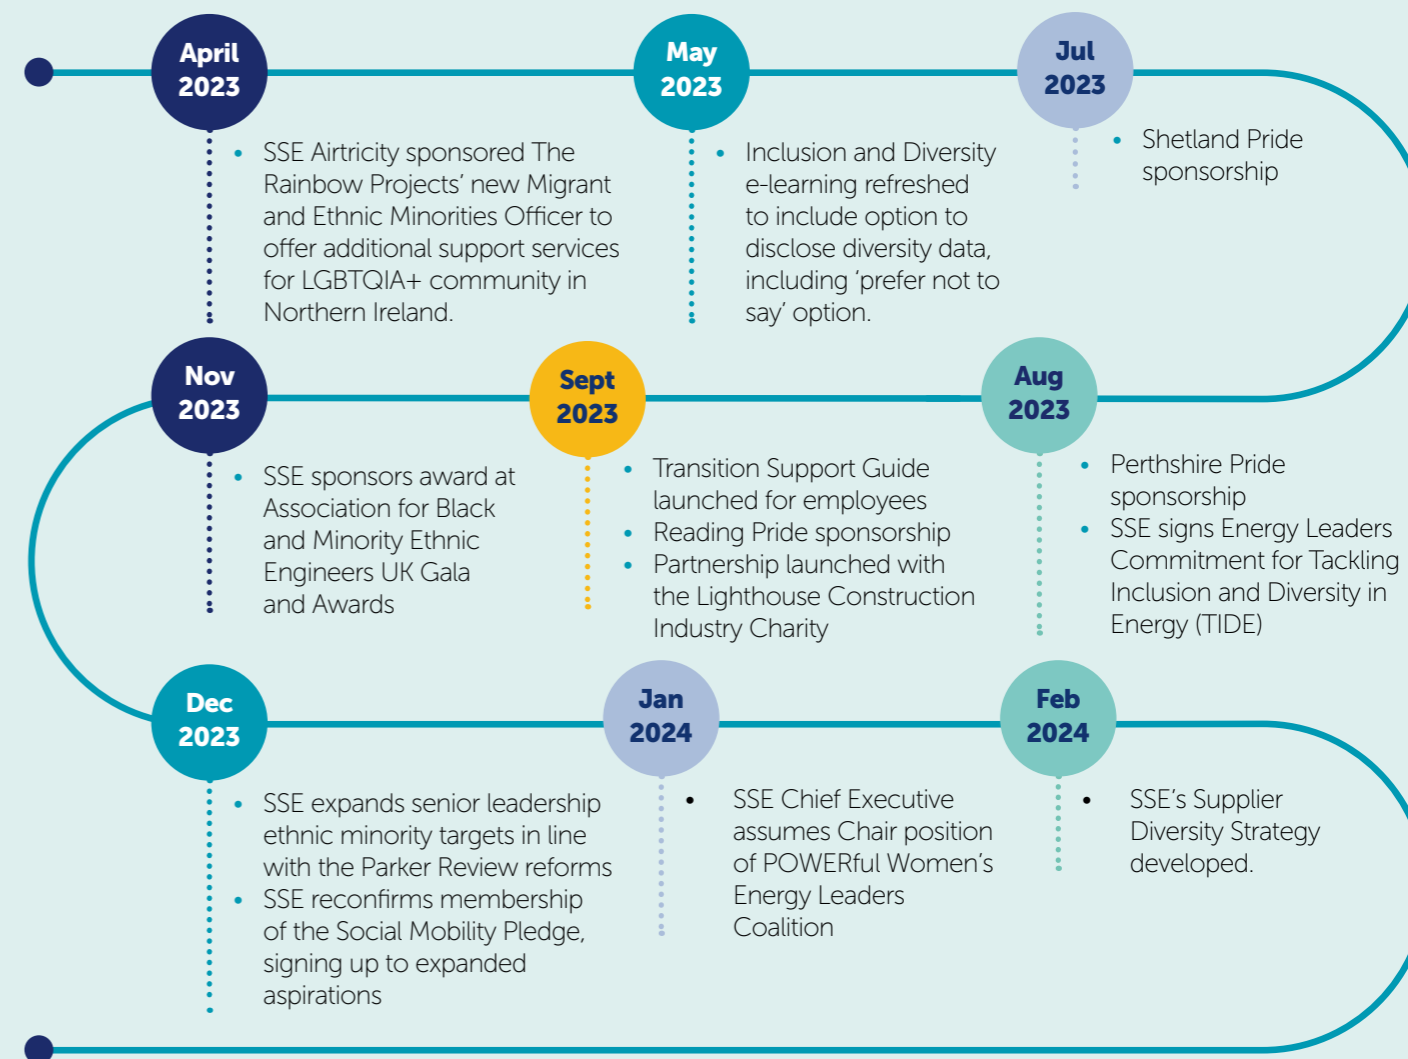 April
2023
• SSE Airtricity sponsored The
Rainbow Projects’ new Migrant
and Ethnic Minorities Officer to
offer additional support services
for LGBTQIA+ community in
Northern Ireland.
May
2023
• Inclusion and Diversity
e-learning refreshed
to include option to
disclose diversity data,
including ‘prefer not to
say’ option.
Jul
2023
• Shetland Pride
sponsorship
Aug
2023
• Perthshire Pride
sponsorship
• SSE signs Energy Leaders
Commitment for Tackling
Inclusion and Diversity in
Energy (TIDE)
Sept
2023
• Transition Support Guide
launched for employees
• Reading Pride sponsorship
• Partnership launched with
the Lighthouse Construction
Industry Charity
Nov
2023
• SSE sponsors award at
Association for Black
and Minority Ethnic
Engineers UK Gala
and Awards
Dec
2023
• SSE expands senior leadership
ethnic minority targets in line
with the Parker Review reforms
• SSE reconfirms membership
of the Social Mobility Pledge,
signing up to expanded
aspirations
Jan
2024
• SSE Chief Executive
assumes Chair position
of POWERful Women’s
Energy Leaders
Coalition
Feb
2024
• SSE’s Supplier
Diversity Strategy
developed.